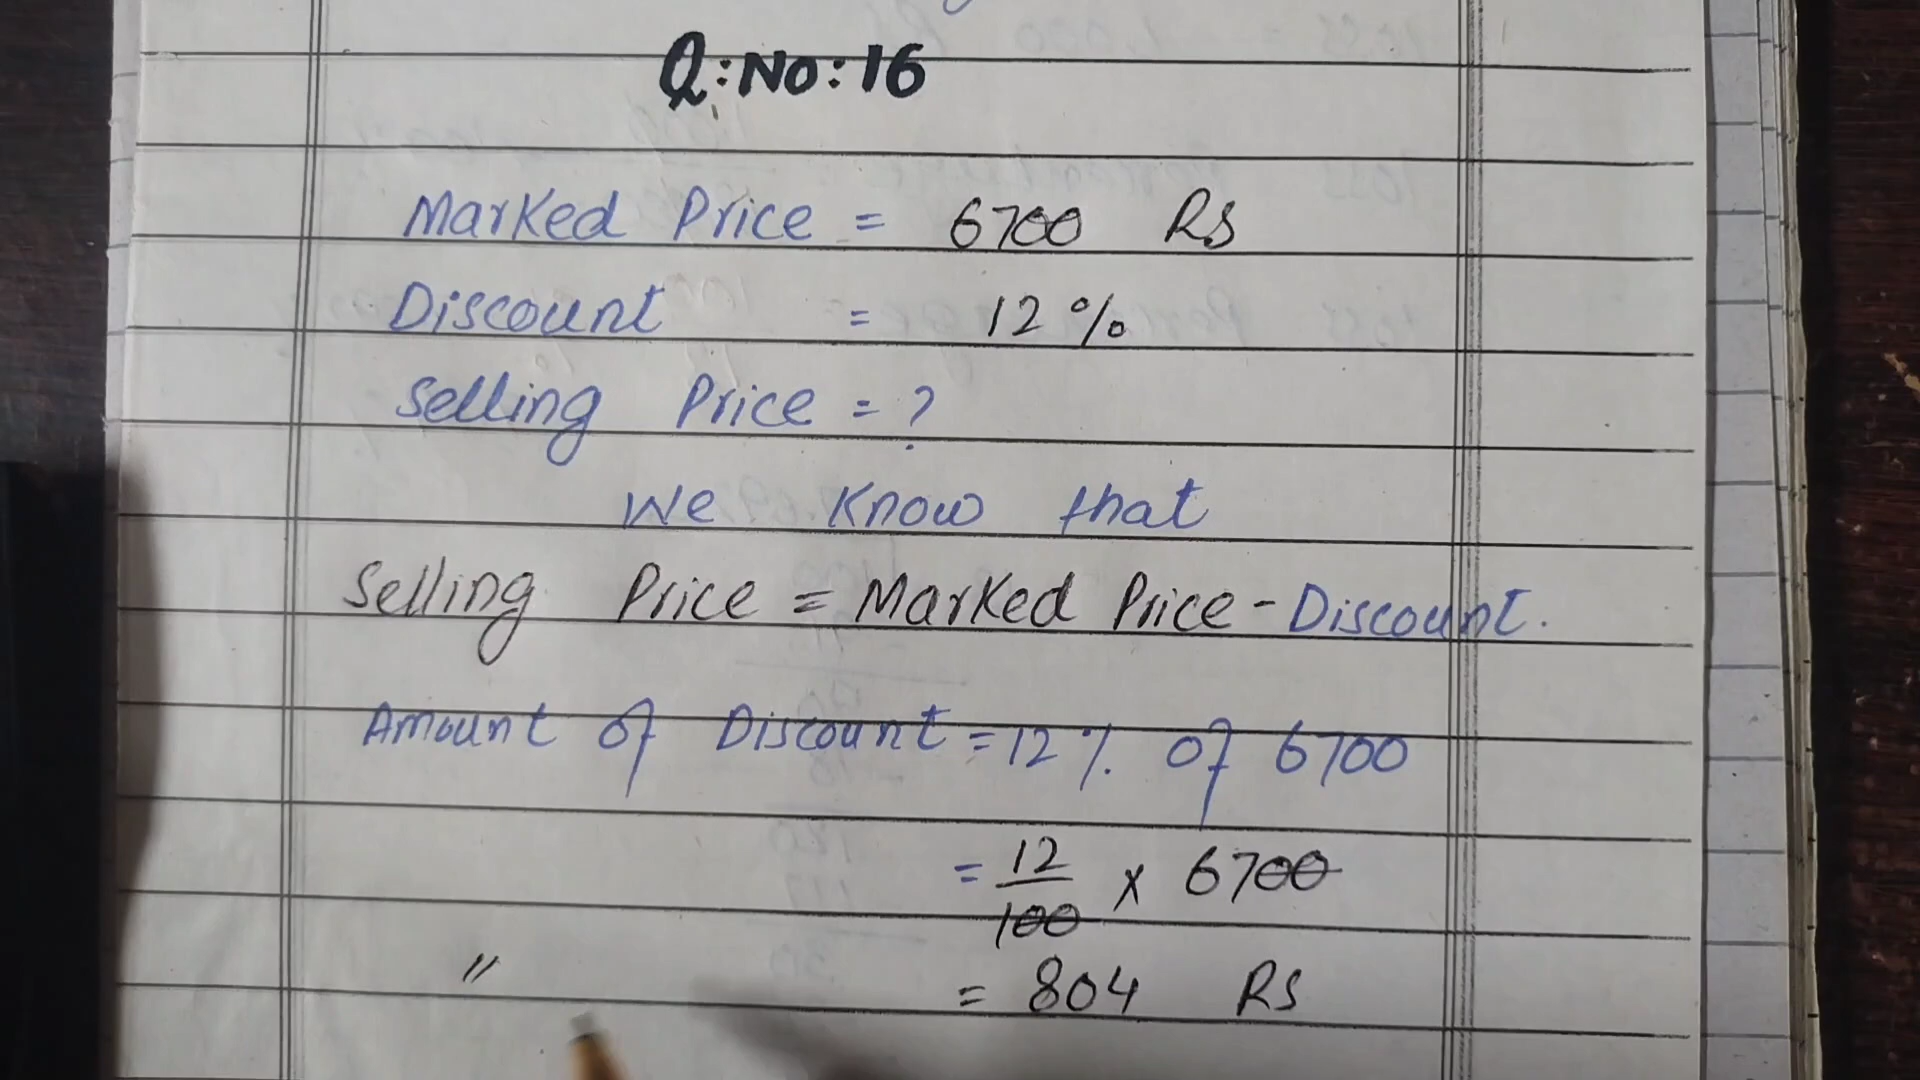 Q:No:16
Marked Price = 6700 Rs
Discount = 12%
Selling Price = ?
We Know that
Selling Price = Marked Price - Discount.
Amount of Discount = 12% of 6700
= 12/100 x 6700
" = 804 Rs